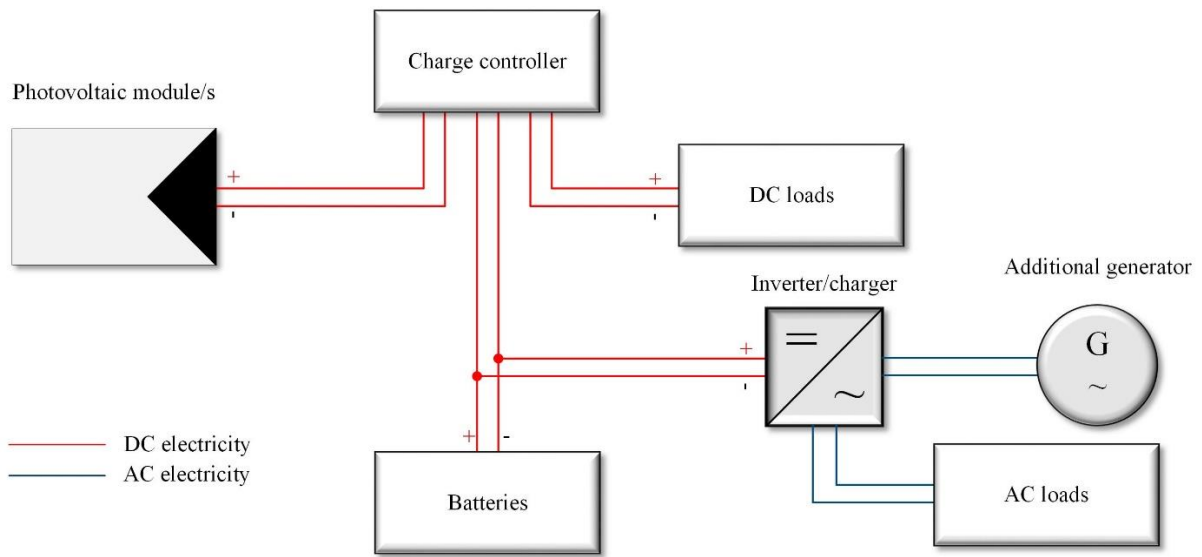 Charge controller
Photovoltaic module/s
+
-
+
-
DC loads
Inverter/charger
Additional generator
+
-
=
~
G
~
DC electricity
AC electricity
+
-
Batteries
AC loads